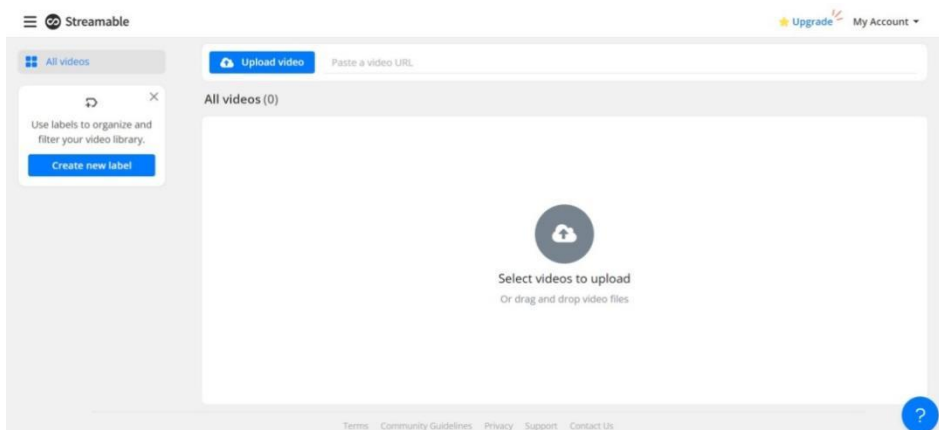 Streamable
Upgrade
My Account
All videos
Upload video
Paste a video URL
All videos (0)
Use labels to organize and
filter your video library.
Create new label
Select videos to upload
Or drag and drop video files
Terms Community Guidelines Privacy Support Contact Us
?